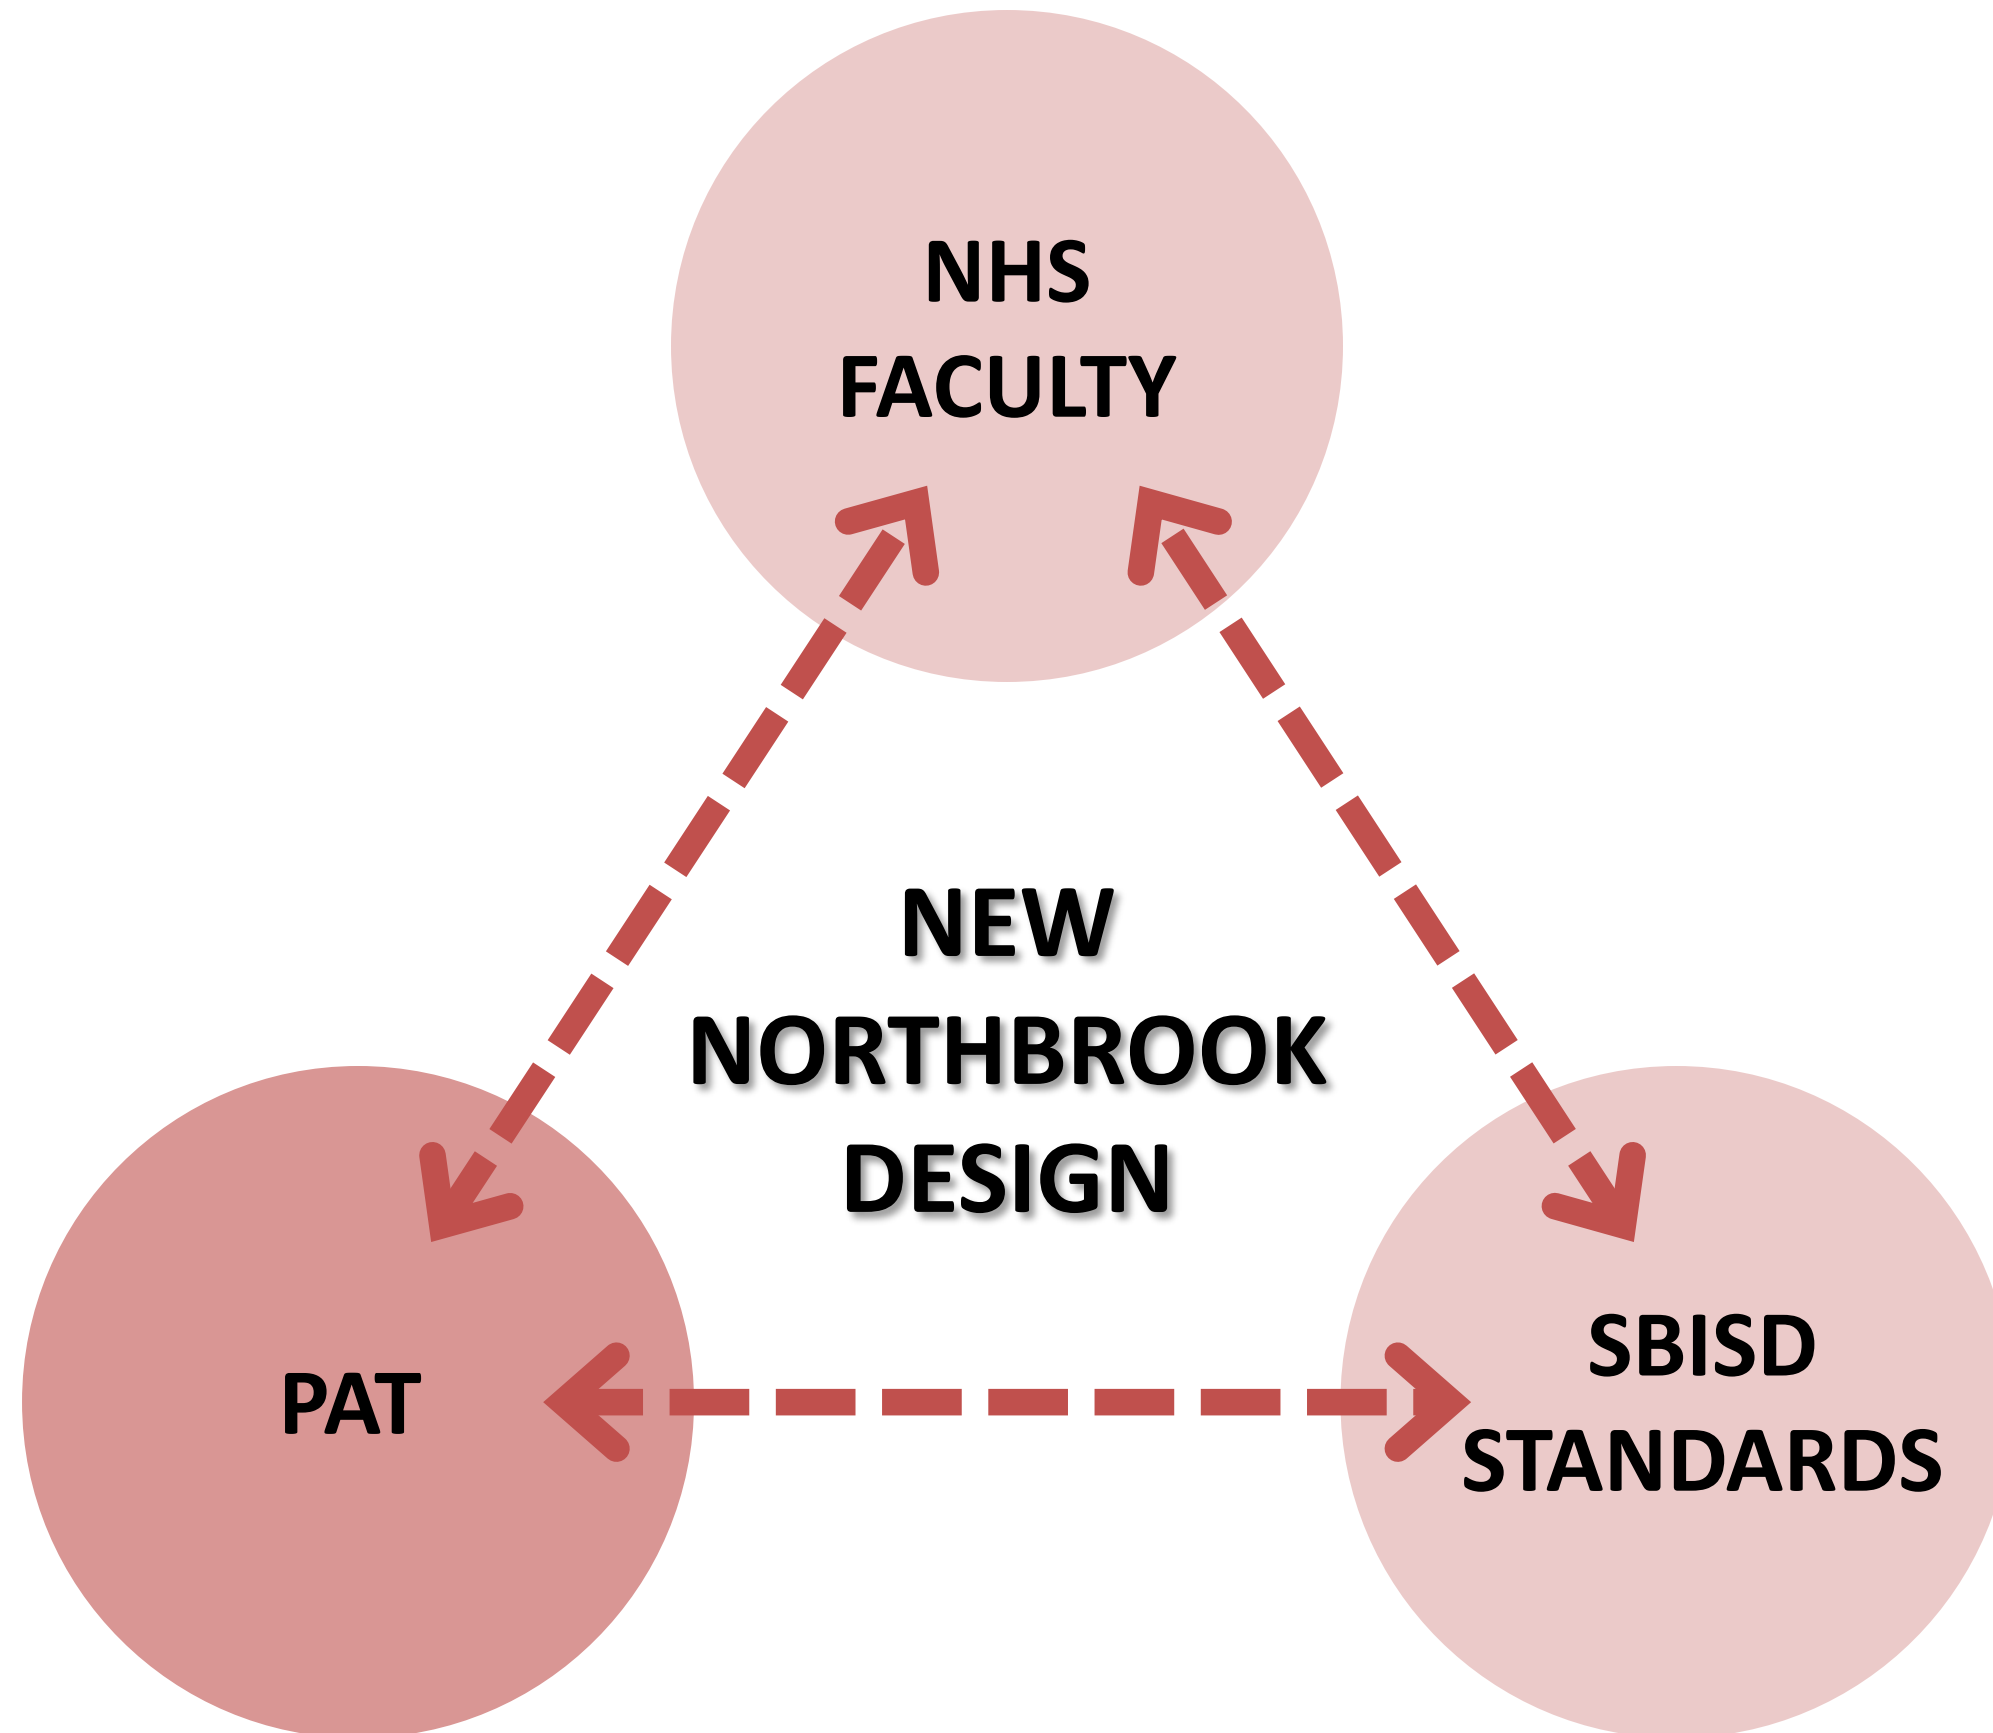 NHS
FACULTY
NEW
NORTHBROOK
DESIGN
PAT
SBISD
STANDARDS